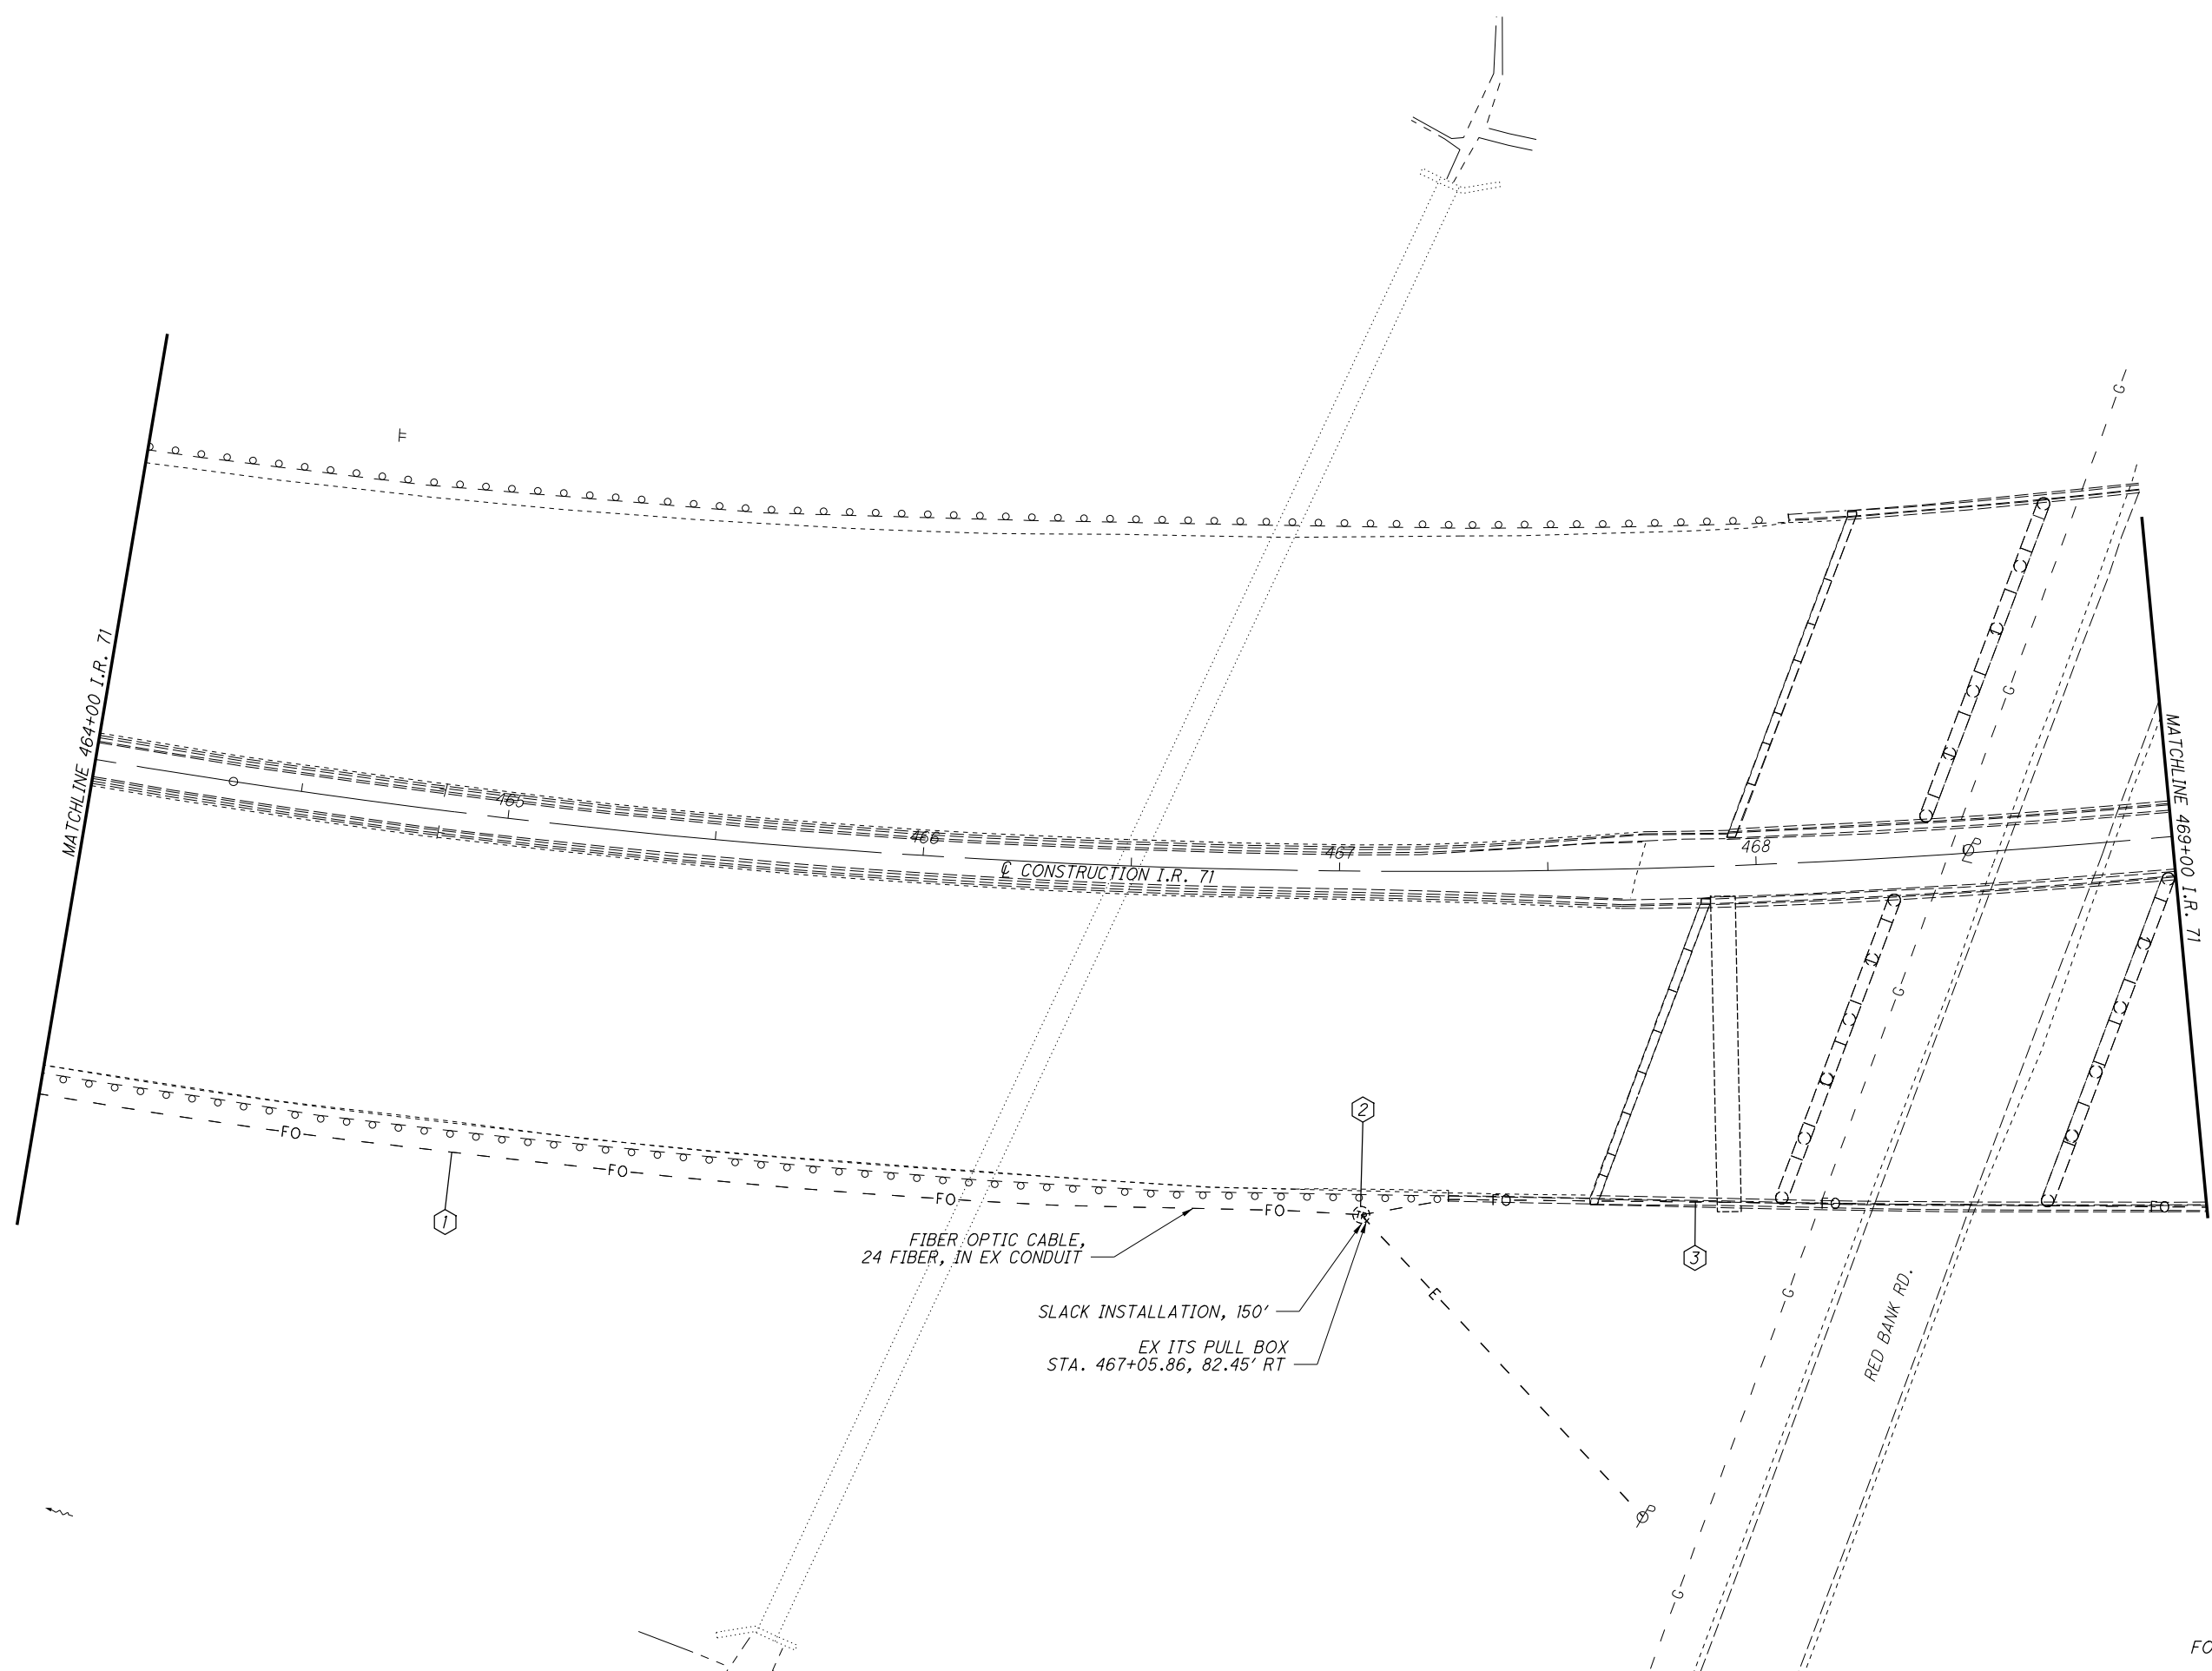 MATCHLINE 464+00 I.R. 71
465
466
467
468
℄ CONSTRUCTION I.R. 71
MATCHLINE 469+00 I.R. 71
G
G
G
G
G
P
FO
FO
FO
FO
FO
FO
FO
1
2
3
FIBER OPTIC CABLE,
24 FIBER, IN EX CONDUIT
SLACK INSTALLATION, 150'
EX ITS PULL BOX
STA. 467+05.86, 82.45' RT
E
P
RED BANK RD.
FO